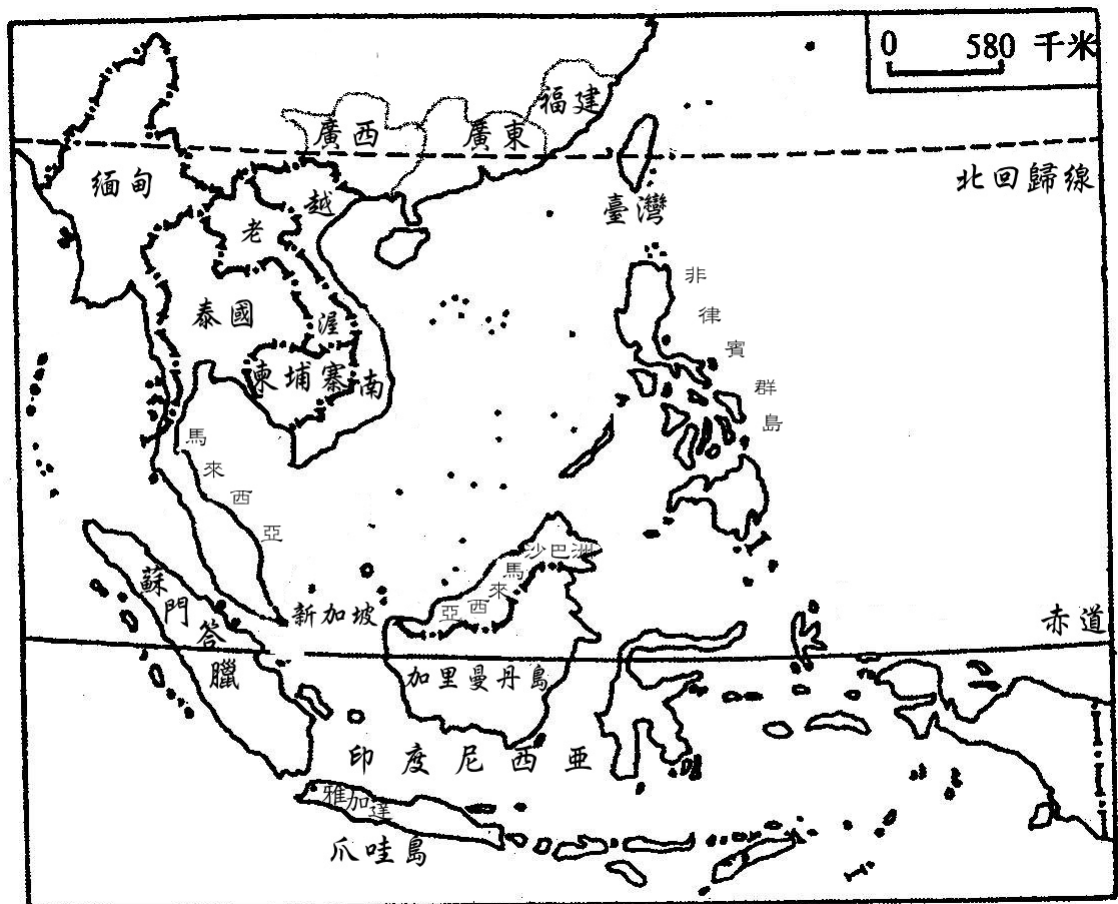 0 580 千米
福建
廣西
廣東
北回歸線
緬甸
越
臺灣
老
非律賓群島
泰國
渥
柬埔寨
南
馬來西亞
沙巴洲
馬來西亞
蘇門答臘
新加坡
赤道
加里曼丹島
印度尼西亞
雅加達
爪哇島